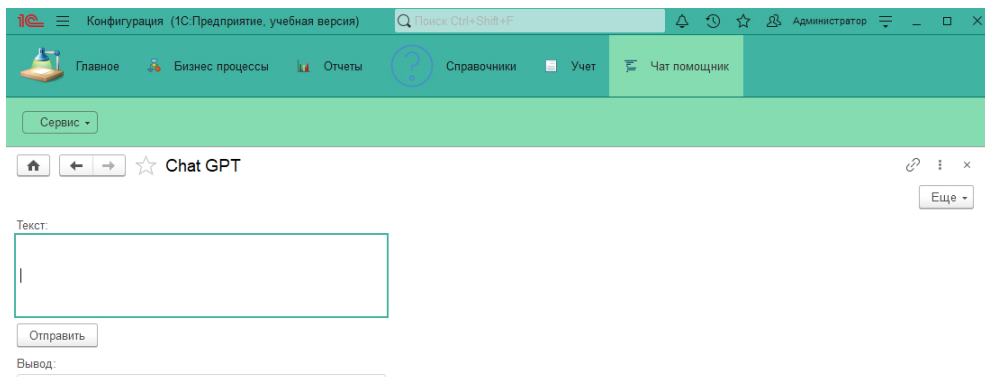 1С Конфигурация (1С:Предприятие, учебная версия) Поиск Ctrl+Shift+F Администратор
Главное Бизнес процессы Отчеты Справочники Учет Чат помощник
Сервис
Chat GPT
Еще
Текст:
Отправить
Вывод: